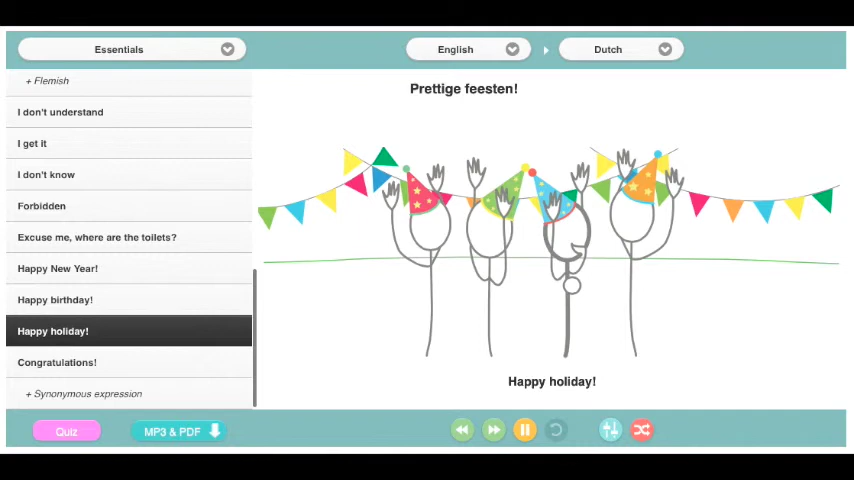 Essentials
English
Dutch
+ Flemish
I don't understand
I get it
I don't know
Forbidden
Excuse me, where are the toilets?
Happy New Year!
Happy birthday!
Happy holiday!
Congratulations!
+ Synonymous expression
Prettige feesten!
Happy holiday!
Quiz
MP3 & PDF